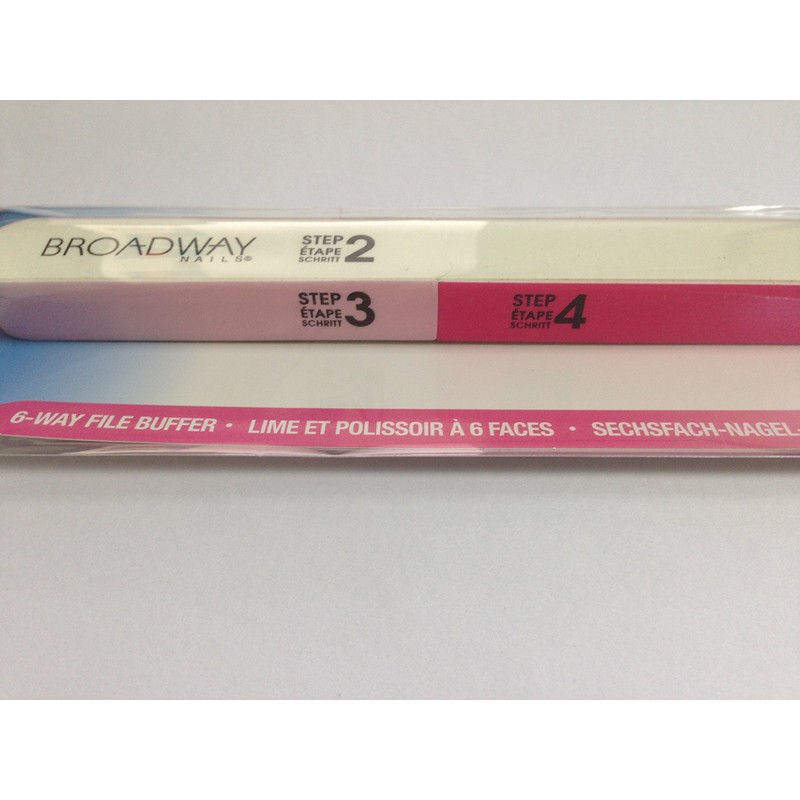 BROADWAY
NAILS®
STEP
ÉTAPE
SCHRITT
2
STEP
ÉTAPE
SCHRITT
3
STEP
ÉTAPE
SCHRITT
4
6-WAY FILE BUFFER • LIME ET POLISSOIR À 6 FACES • SECHSFACH-NAGEL-